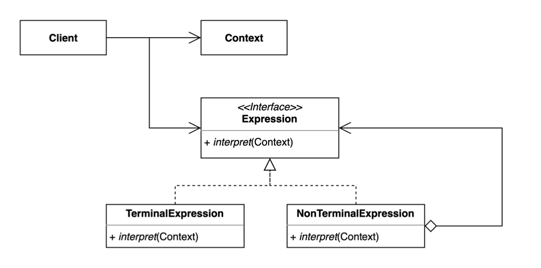 Client
Context
<<Interface>>
Expression
+ interpret(Context)
TerminalExpression
+ interpret(Context)
NonTerminalExpression
+ interpret(Context)